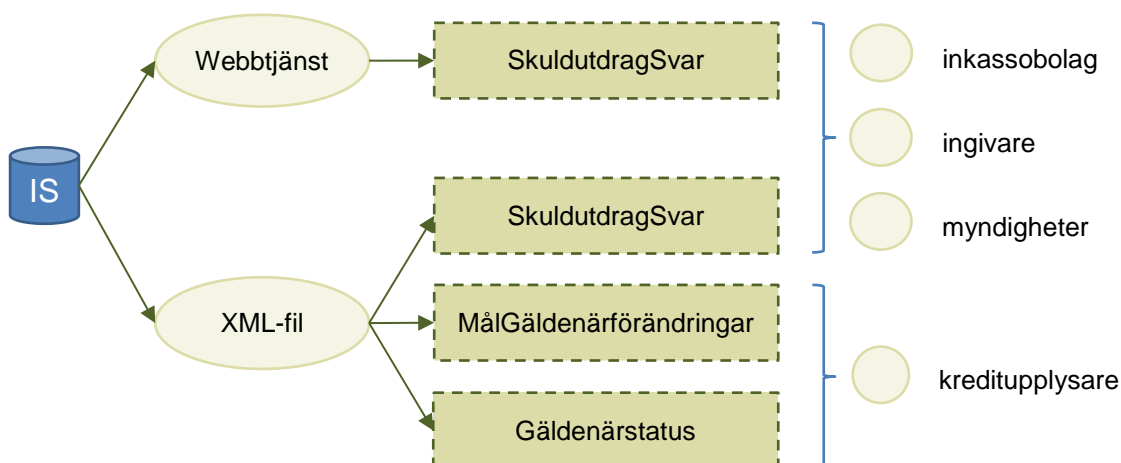 Webbtjänst
SkuldutdragSvar
inkassobolag
ingivare
IS
SkuldutdragSvar
myndigheter
XML-fil
MålGäldenärförändringar
kreditupplysare
Gäldenärstatus